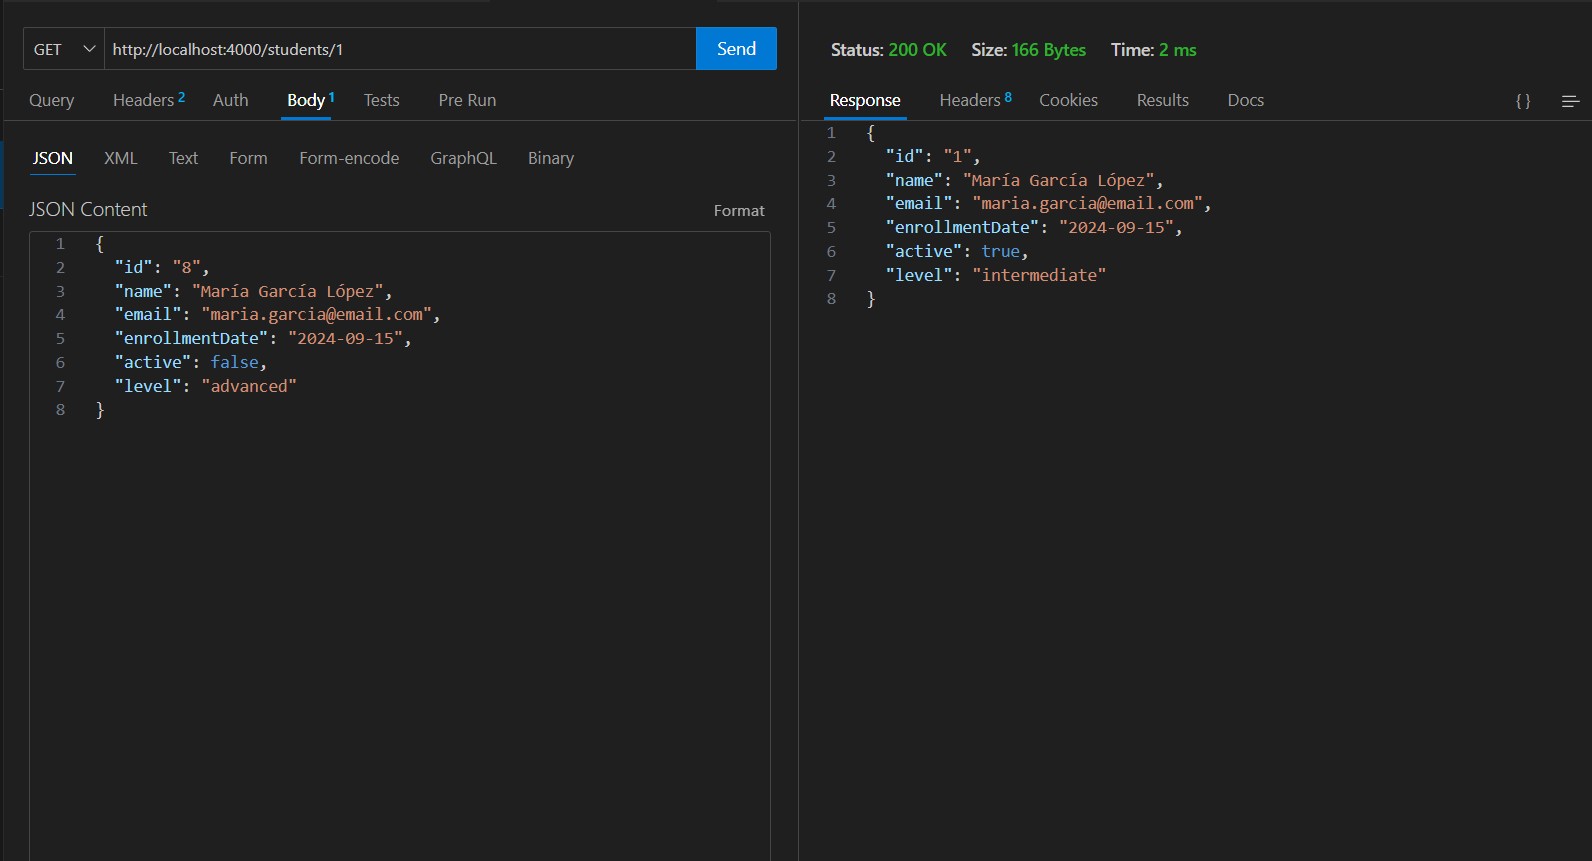 GET http://localhost:4000/students/1 Send
Query Headers 2 Auth Body 1 Tests Pre Run
JSON XML Text Form Form-encode GraphQL Binary
JSON Content Format
1 {
2 "id": "8",
3 "name": "María García López",
4 "email": "maria.garcia@email.com",
5 "enrollmentDate": "2024-09-15",
6 "active": false,
7 "level": "advanced"
8 }
Status: 200 OK Size: 166 Bytes Time: 2 ms
Response Headers 8 Cookies Results Docs { }
1 {
2 "id": "1",
3 "name": "María García López",
4 "email": "maria.garcia@email.com",
5 "enrollmentDate": "2024-09-15",
6 "active": true,
7 "level": "intermediate"
8 }